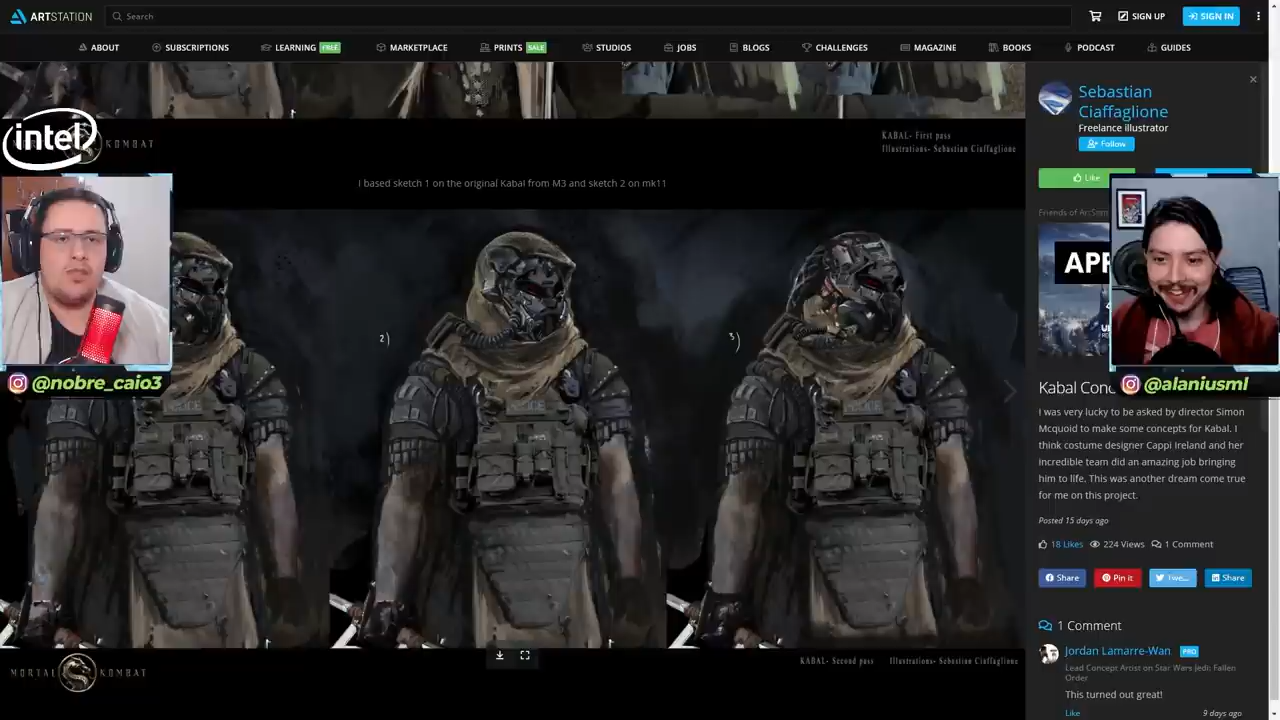 ARTSTATION
Search
SIGN UP
SIGN IN
ABOUT
SUBSCRIPTIONS
LEARNING FREE
MARKETPLACE
PRINTS SALE
STUDIOS
JOBS
BLOGS
CHALLENGES
MAGAZINE
BOOKS
PODCAST
GUIDES
intel
KOMBAT
KABAL- First pass
Illustrations- Sebastian Ciaffaglione
I based sketch 1 on the original Kabal from M3 and sketch 2 on mk11
2)
3)
POLICE
@nobre_caio3
@alaniusml
MORTAL KOMBAT
KABAL- Second pass
Illustrations- Sebastian Ciaffaglione
Sebastian
Ciaffaglione
Freelance illustrator
Follow
Like
Friends of
Kabal
I was very lucky to be asked by director Simon
Mcquoid to make some concepts for Kabal. I
think costume designer Cappi Ireland and her
incredible team did an amazing job bringing
him to life. This was another dream come true
for me on this project.
Posted 15 days ago
18 Likes
224 Views
1 Comment
Share
Pin it
Twe...
Share
1 Comment
Jordan Lamarre-Wan PRO
Lead Concept Artist on Star Wars Jedi: Fallen
Order
This turned out great!
Like
9 days ago